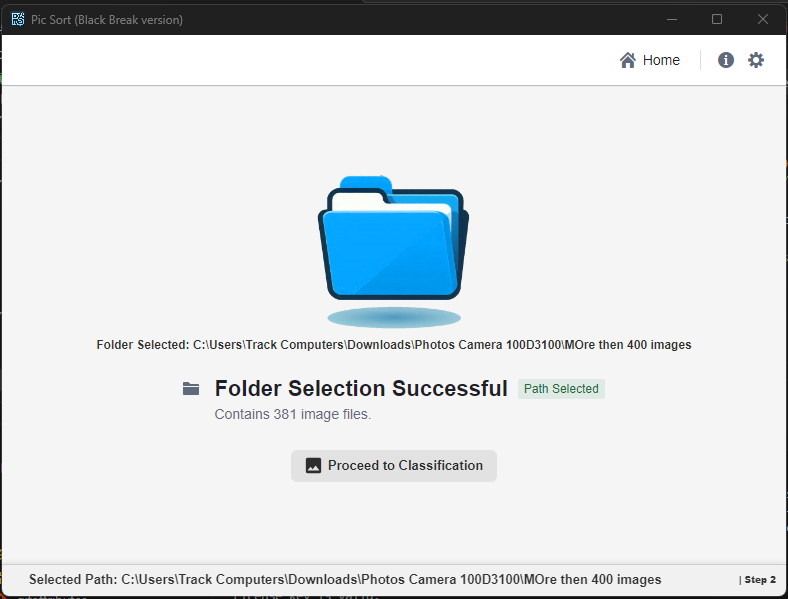 Pic Sort (Black Break version)
Home
Folder Selected: C:\Users\Track Computers\Downloads\Photos Camera 100D3100\MOre then 400 images
Folder Selection Successful Path Selected
Contains 381 image files.
Proceed to Classification
Selected Path: C:\Users\Track Computers\Downloads\Photos Camera 100D3100\MOre then 400 images | Step 2